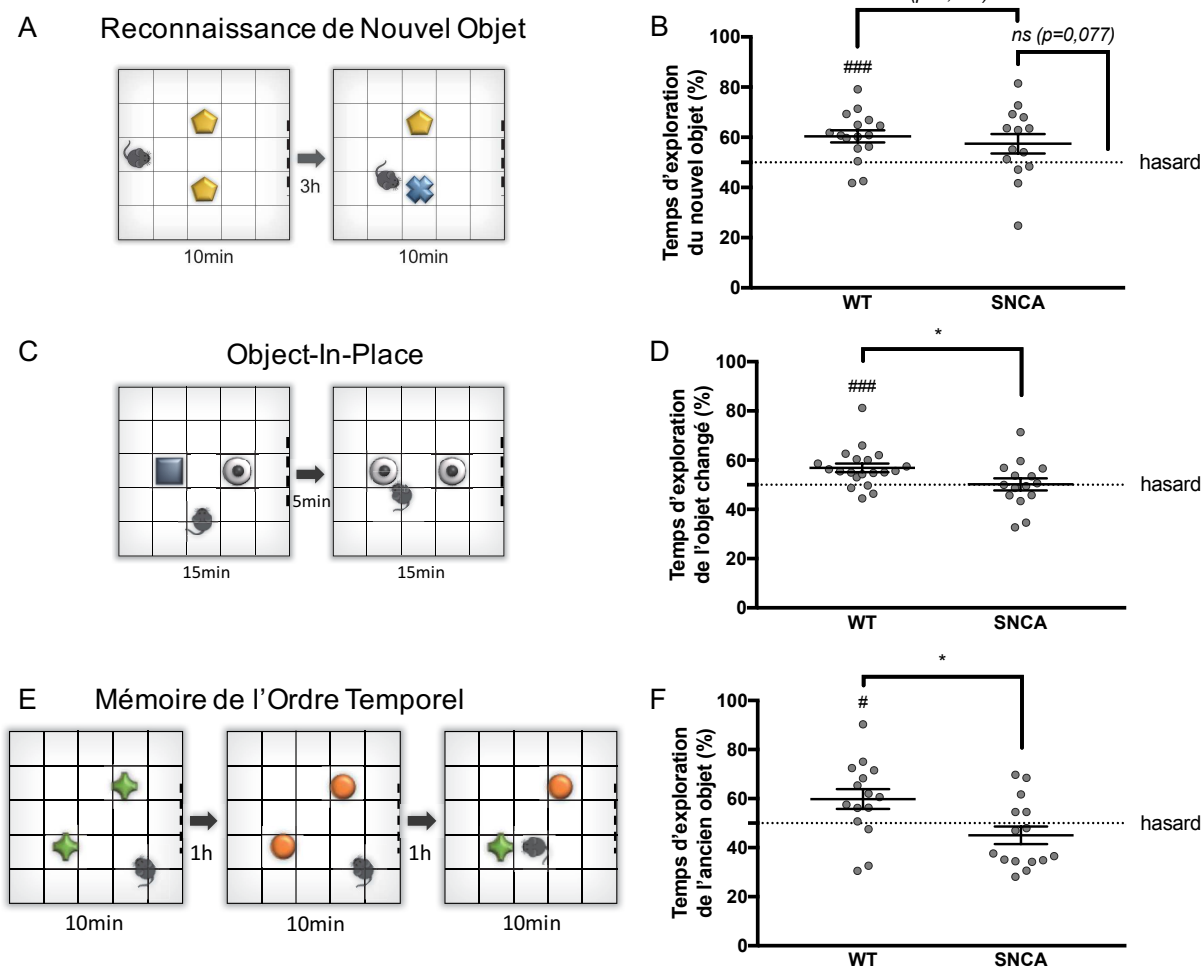 A
Reconnaissance de Nouvel Objet
10min
3h
10min
B
ns (p=0,077)
###
Temps d'exploration
du nouvel objet (%)
100
80
60
40
20
0
hasard
WT
SNCA
C
Object-In-Place
15min
5min
15min
D
*
###
Temps d'exploration
de l'objet changé (%)
100
80
60
40
20
0
hasard
WT
SNCA
E
Mémoire de l'Ordre Temporel
10min
1h
10min
1h
10min
F
*
#
Temps d'exploration
de l'ancien objet (%)
100
80
60
40
20
0
hasard
WT
SNCA